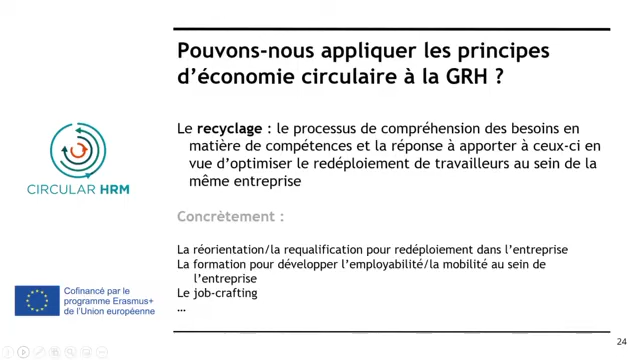 Pouvons-nous appliquer les principes
d’économie circulaire à la GRH ?
Le recyclage : le processus de compréhension des besoins en
matière de compétences et la réponse à apporter à ceux-ci en
vue d’optimiser le redéploiement de travailleurs au sein de la
même entreprise
CIRCULAR HRM
Concrètement :
La réorientation/la requalification pour redéploiement dans l’entreprise
La formation pour développer l’employabilité/la mobilité au sein de
l’entreprise
Le job-crafting
…
Cofinancé par le
programme Erasmus+
de l’Union européenne
24